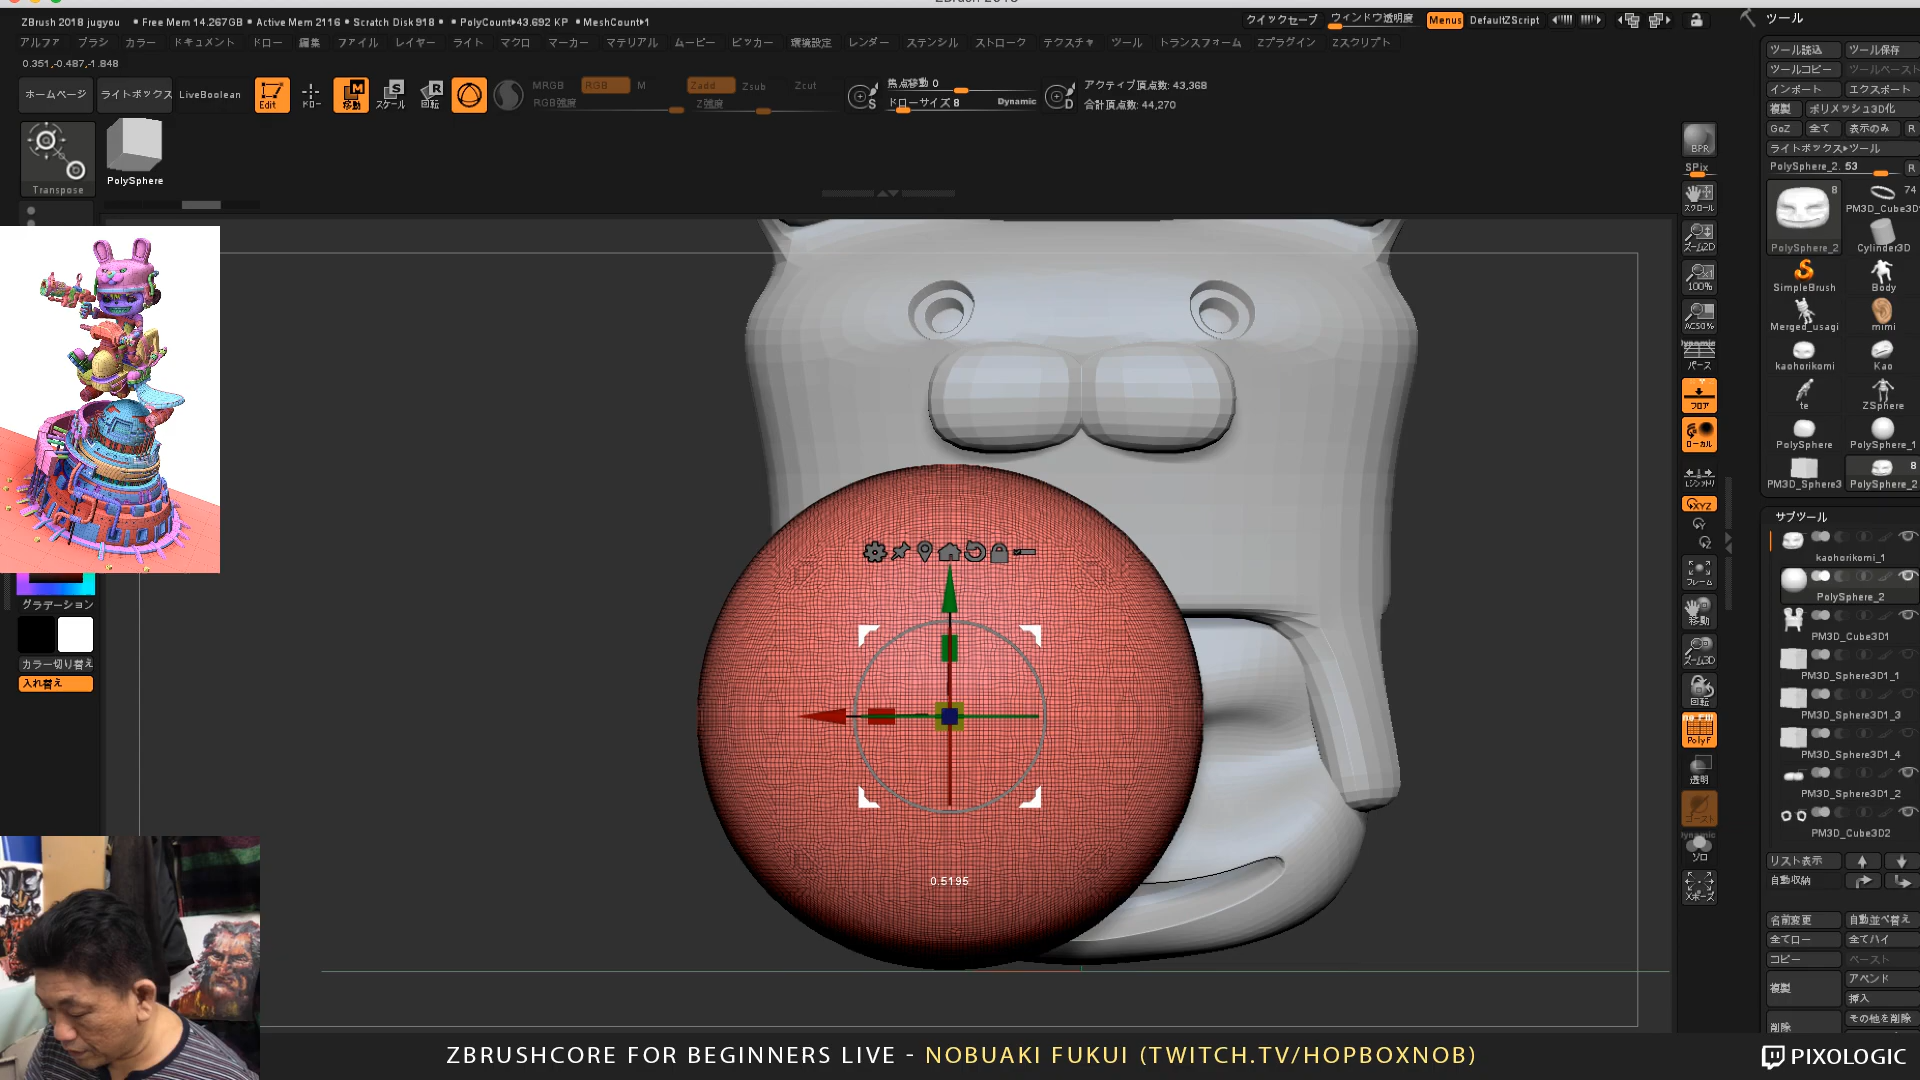 ZBrush 2018 jugyou ● Free Mem 14.267GB ● Active Mem 2116 ● Scratch Disk 918 ● ● PolyCount▸43.692 KP ● MeshCount▸1
クイックセーブ ウィンドウ透明度 Menus DefaultZScript
アルファ ブラシ カラー ドキュメント ドロー 編集 ファイル レイヤー ライト マクロ マーカー マテリアル ムービー ピッカー 環境設定 レンダー ステンシル ストローク テクスチャ ツール トランスフォーム Zプラグイン Zスクリプト
0.351,-0.487,-1.848
ホームページ ライトボックス LiveBoolean Edit ドロー 移動 スケール 回転
MRGB RGB M Zadd Zsub Zcut
RGB強度 Z強度
焦点移動 0
ドローサイズ 8 Dynamic
アクティブ頂点数: 43,368
合計頂点数: 44,270
Transpose
PolySphere
グラデーション
カラー切り替え
入れ替え
0.5195
BPR
SPix
スクロール
ズーム2D
100%
AC50%
Dynamic
パース
フロア
ローカル
XYZ
フレーム
移動
ズーム3D
回転
PolyF
透明
ゴースト
Dynamic
ソロ
Xポーズ
ツール
ツール読込 ツール保存
ツールコピー ツールペースト
インポート エクスポート
複製 ポリメッシュ3D化
GoZ 全て 表示のみ R
ライトボックス▸ツール
PolySphere_2. 53 R
8 74
PM3D_Cube3D
PolySphere_2 Cylinder3D
SimpleBrush Body
Merged_usagi mimi
kaohorikomi Kao
te ZSphere
PolySphere PolySphere_1
8
PM3D_Sphere3 PolySphere_2
サブツール
kaohorikomi_1
PolySphere_2
PM3D_Cube3D1
PM3D_Sphere3D1_1
PM3D_Sphere3D1_3
PM3D_Sphere3D1_4
PM3D_Sphere3D1_2
PM3D_Cube3D2
リスト表示
自動収納
名前変更 自動並べ替え
全てロー 全てハイ
コピー ペースト
複製 アペンド
挿入
削除 その他を削除
ZBRUSHCORE FOR BEGINNERS LIVE - NOBUAKI FUKUI (TWITCH.TV/HOPBOXNOB)
PIXOLOGIC